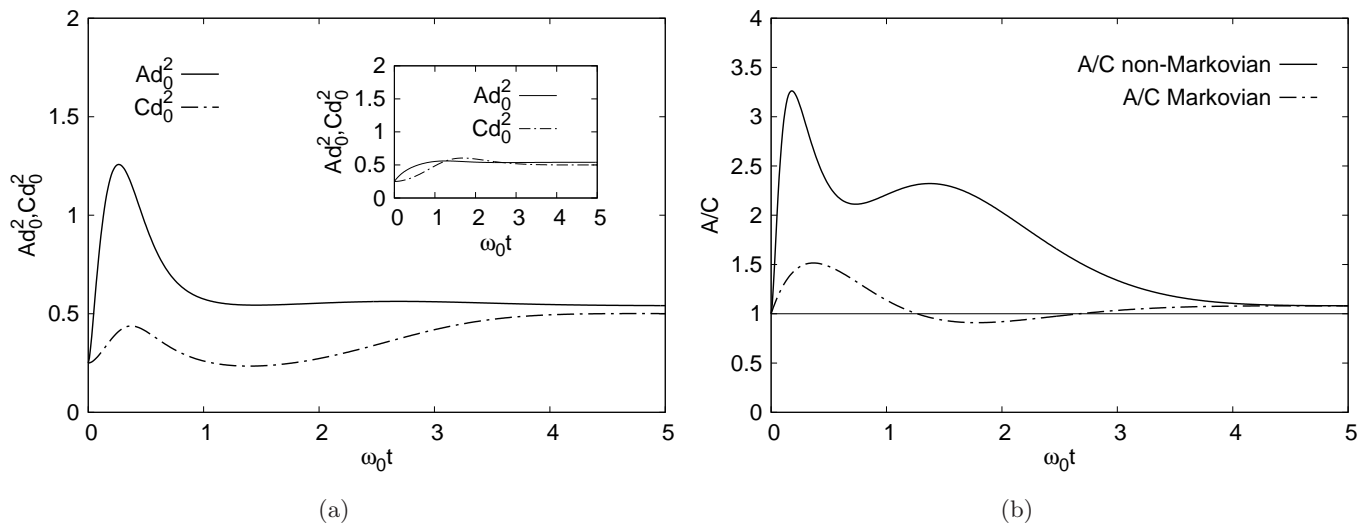 2
1.5
1
0.5
0
Ad₀²,Cd₀²
Ad₀²
Cd₀²
0 1 2 3 4 5
ω₀t
2
1.5
1
0.5
0
Ad₀²,Cd₀²
Ad₀²
Cd₀²
0 1 2 3 4 5
ω₀t
(a)
4
3.5
3
2.5
2
1.5
1
0.5
0
A/C
A/C non-Markovian
A/C Markovian
0 1 2 3 4 5
ω₀t
(b)